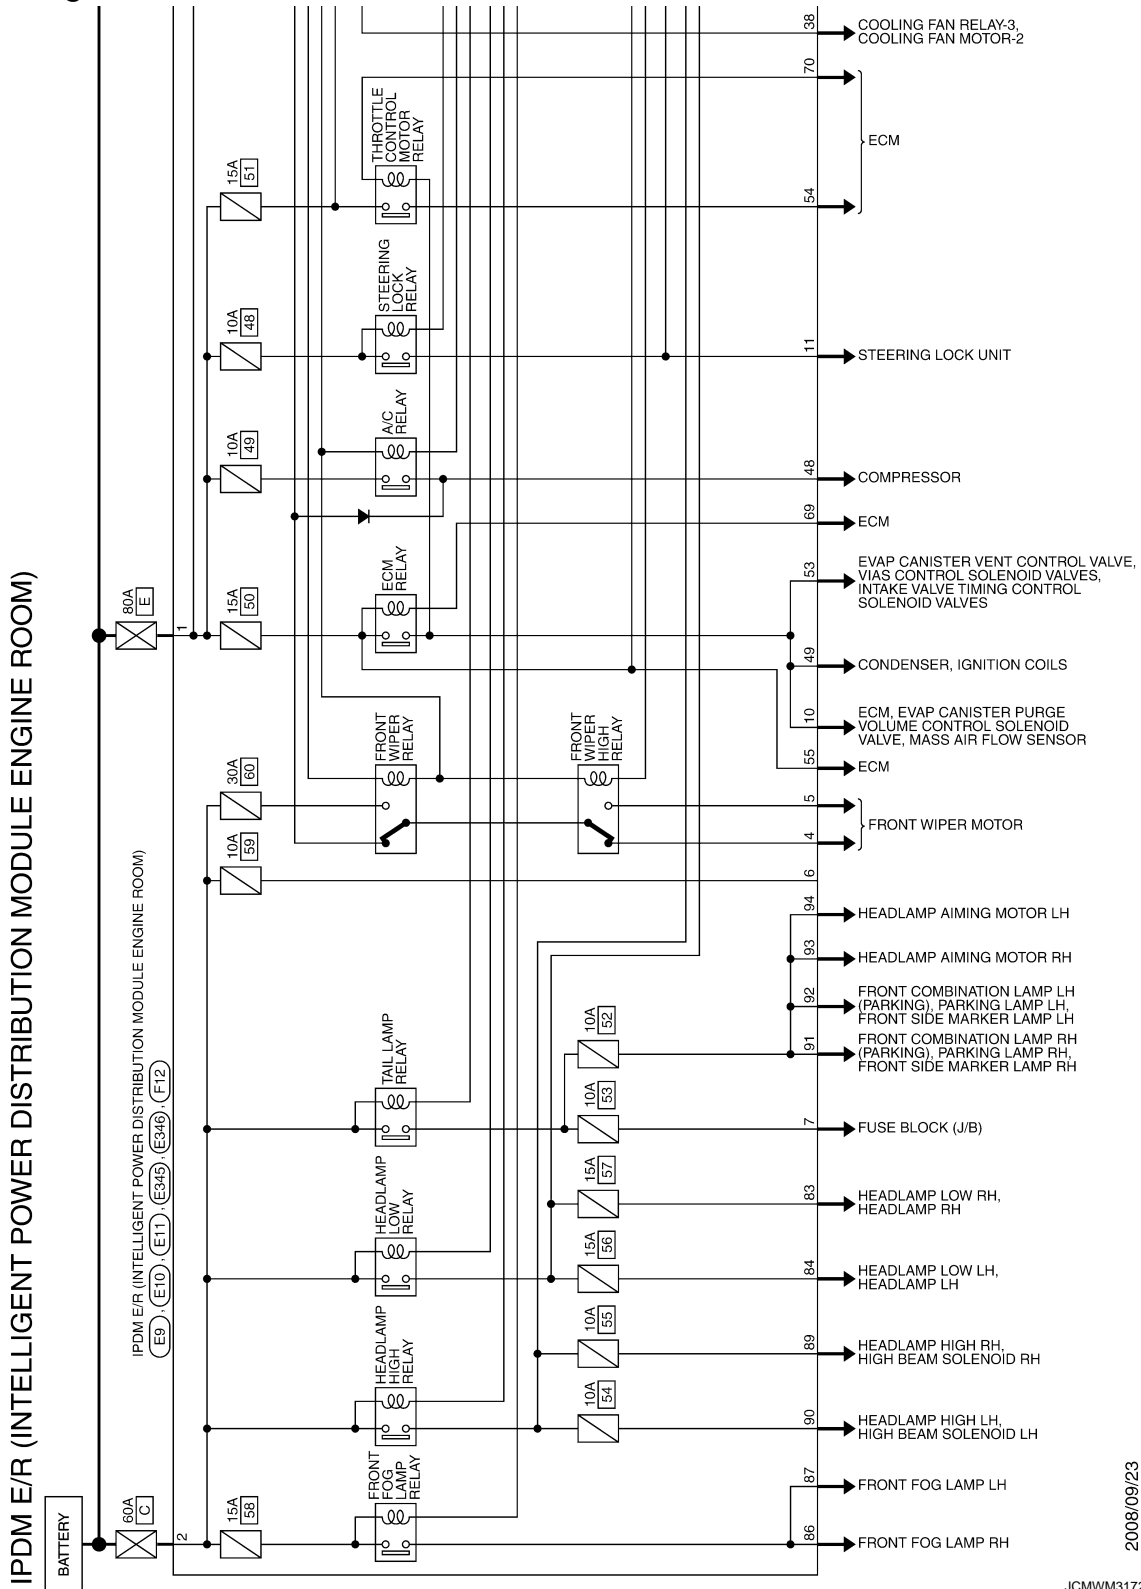 IPDM E/R (INTELLIGENT POWER DISTRIBUTION MODULE ENGINE ROOM)
38
COOLING FAN RELAY-3,
COOLING FAN MOTOR-2
70
THROTTLE
CONTROL
MOTOR
RELAY
ECM
15A
51
54
STEERING
LOCK
RELAY
10A
48
11
STEERING LOCK UNIT
A/C
RELAY
10A
49
48
COMPRESSOR
69
ECM
ECM
RELAY
80A
E
1
15A
50
53
EVAP CANISTER VENT CONTROL VALVE,
VIAS CONTROL SOLENOID VALVES,
INTAKE VALVE TIMING CONTROL
SOLENOID VALVES
49
CONDENSER, IGNITION COILS
10
ECM, EVAP CANISTER PURGE
VOLUME CONTROL SOLENOID
VALVE, MASS AIR FLOW SENSOR
55
ECM
FRONT
WIPER
RELAY
FRONT
WIPER
HIGH
RELAY
30A
60
5
4
FRONT WIPER MOTOR
10A
59
6
IPDM E/R (INTELLIGENT POWER DISTRIBUTION MODULE ENGINE ROOM)
E9 , E10 , E11 , E345 , E346 , F12
94
HEADLAMP AIMING MOTOR LH
93
HEADLAMP AIMING MOTOR RH
92
FRONT COMBINATION LAMP LH
(PARKING), PARKING LAMP LH,
FRONT SIDE MARKER LAMP LH
10A
52
91
FRONT COMBINATION LAMP RH
(PARKING), PARKING LAMP RH,
FRONT SIDE MARKER LAMP RH
TAIL LAMP
RELAY
10A
53
7
FUSE BLOCK (J/B)
15A
57
83
HEADLAMP LOW RH,
HEADLAMP RH
HEADLAMP
LOW
RELAY
15A
56
84
HEADLAMP LOW LH,
HEADLAMP LH
10A
55
89
HEADLAMP HIGH RH,
HIGH BEAM SOLENOID RH
HEADLAMP
HIGH
RELAY
10A
54
90
HEADLAMP HIGH LH,
HIGH BEAM SOLENOID LH
87
FRONT FOG LAMP LH
BATTERY
60A
C
2
15A
58
FRONT
FOG
LAMP
RELAY
86
FRONT FOG LAMP RH
2008/09/23